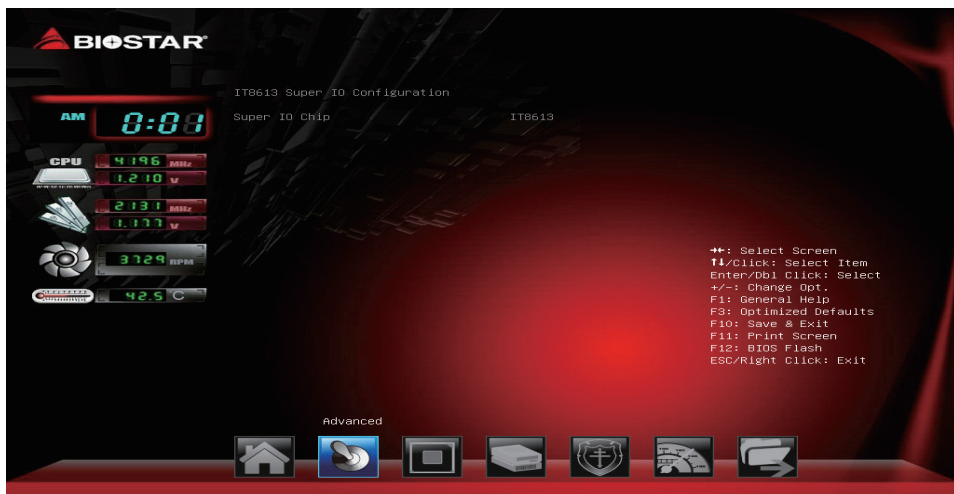 BIOSTAR
IT8613 Super IO Configuration
Super IO Chip IT8613
AM 0:01
CPU 4196 MHz
1.210 V
2131 MHz
1.177 V
3729 RPM
42.5 C
→←: Select Screen
↑↓/Click: Select Item
Enter/Dbl Click: Select
+/-: Change Opt.
F1: General Help
F3: Optimized Defaults
F10: Save & Exit
F11: Print Screen
F12: BIOS Flash
ESC/Right Click: Exit
Advanced